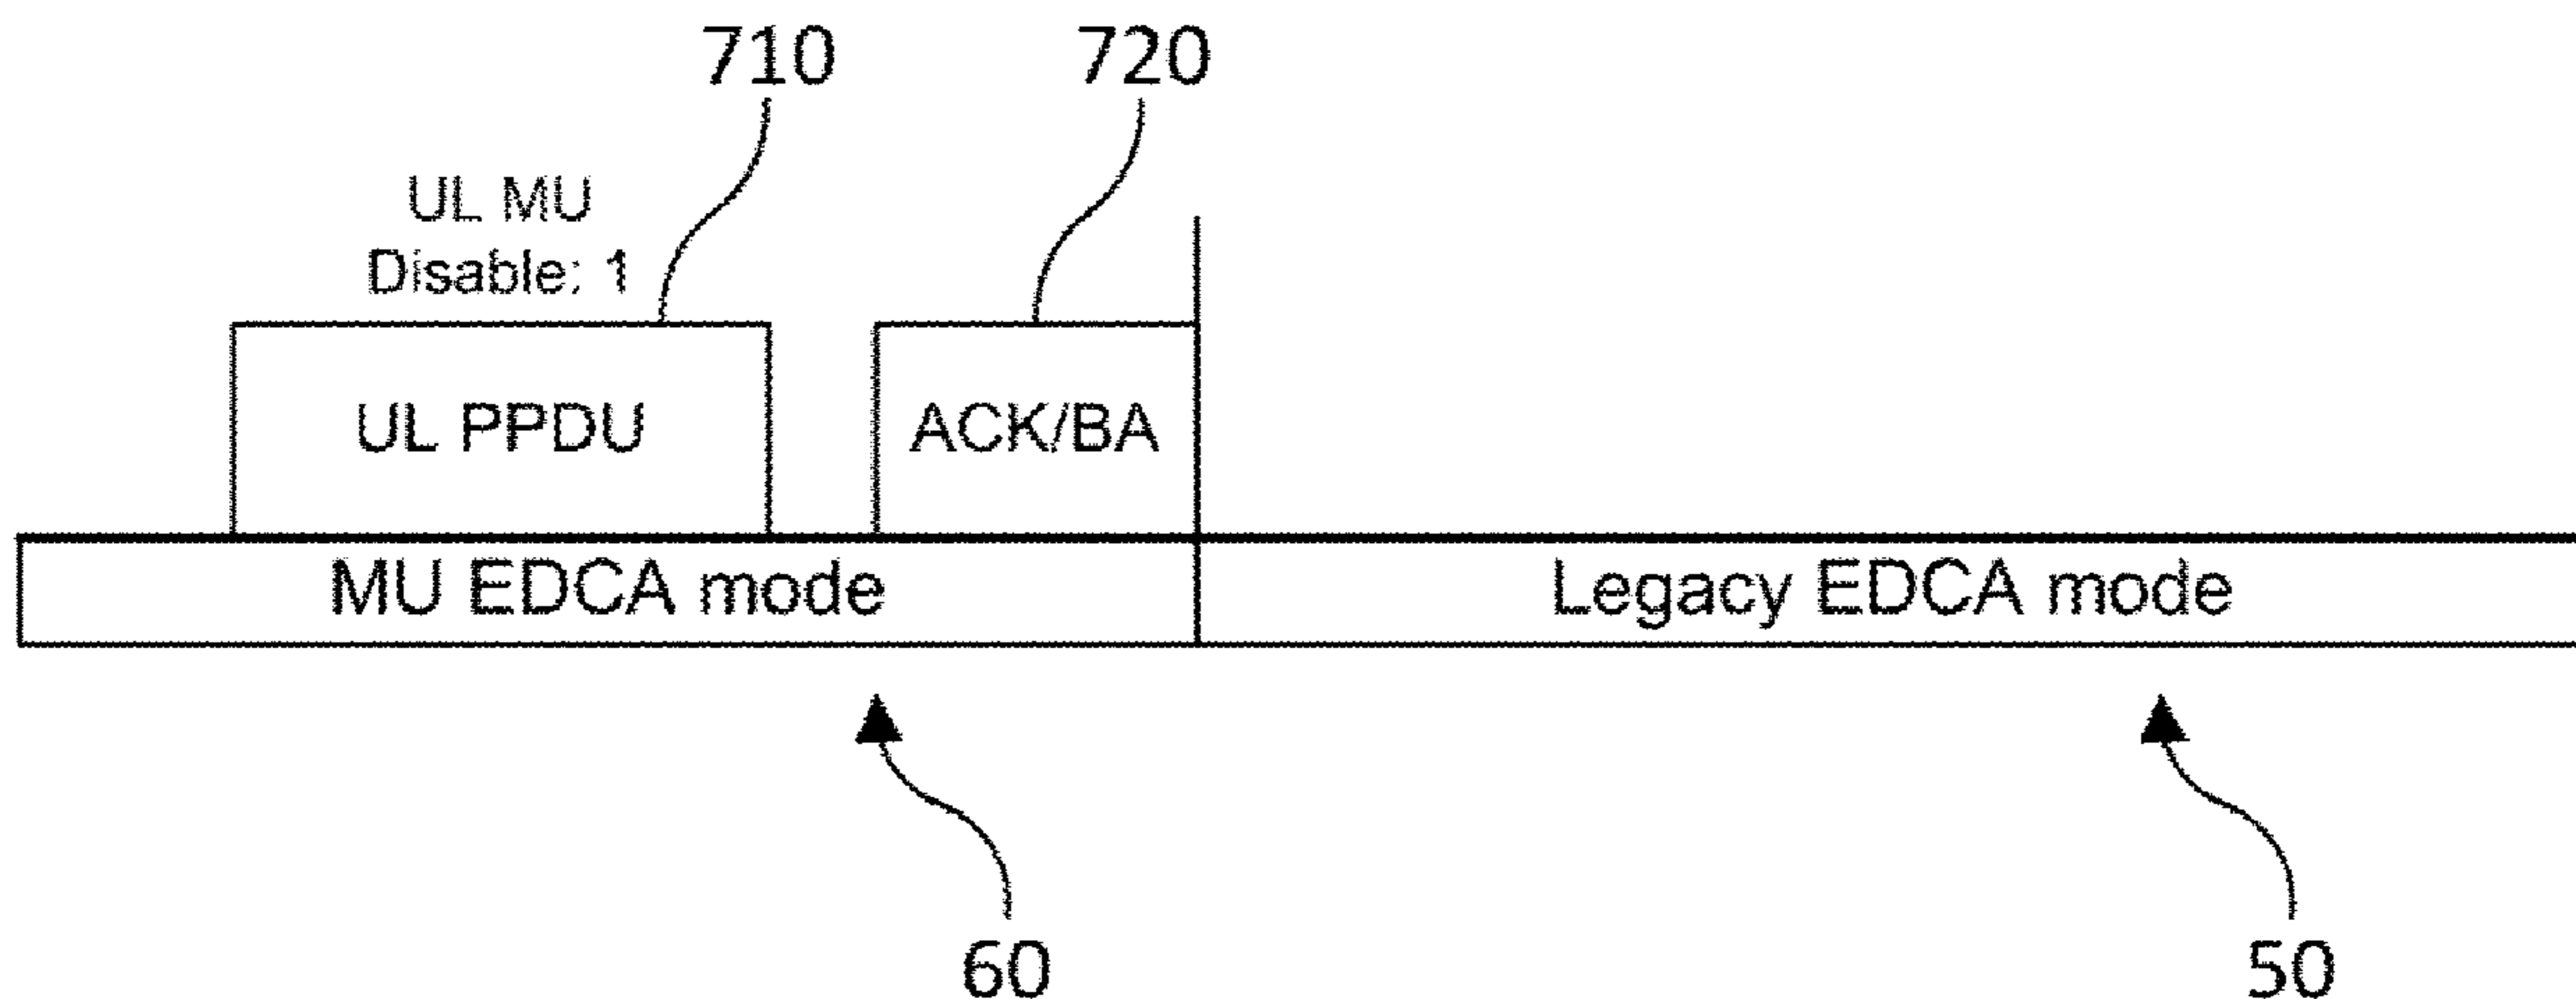 710
720
UL MU
Disable: 1
UL PPDU
ACK/BA
MU EDCA mode
Legacy EDCA mode
60
50